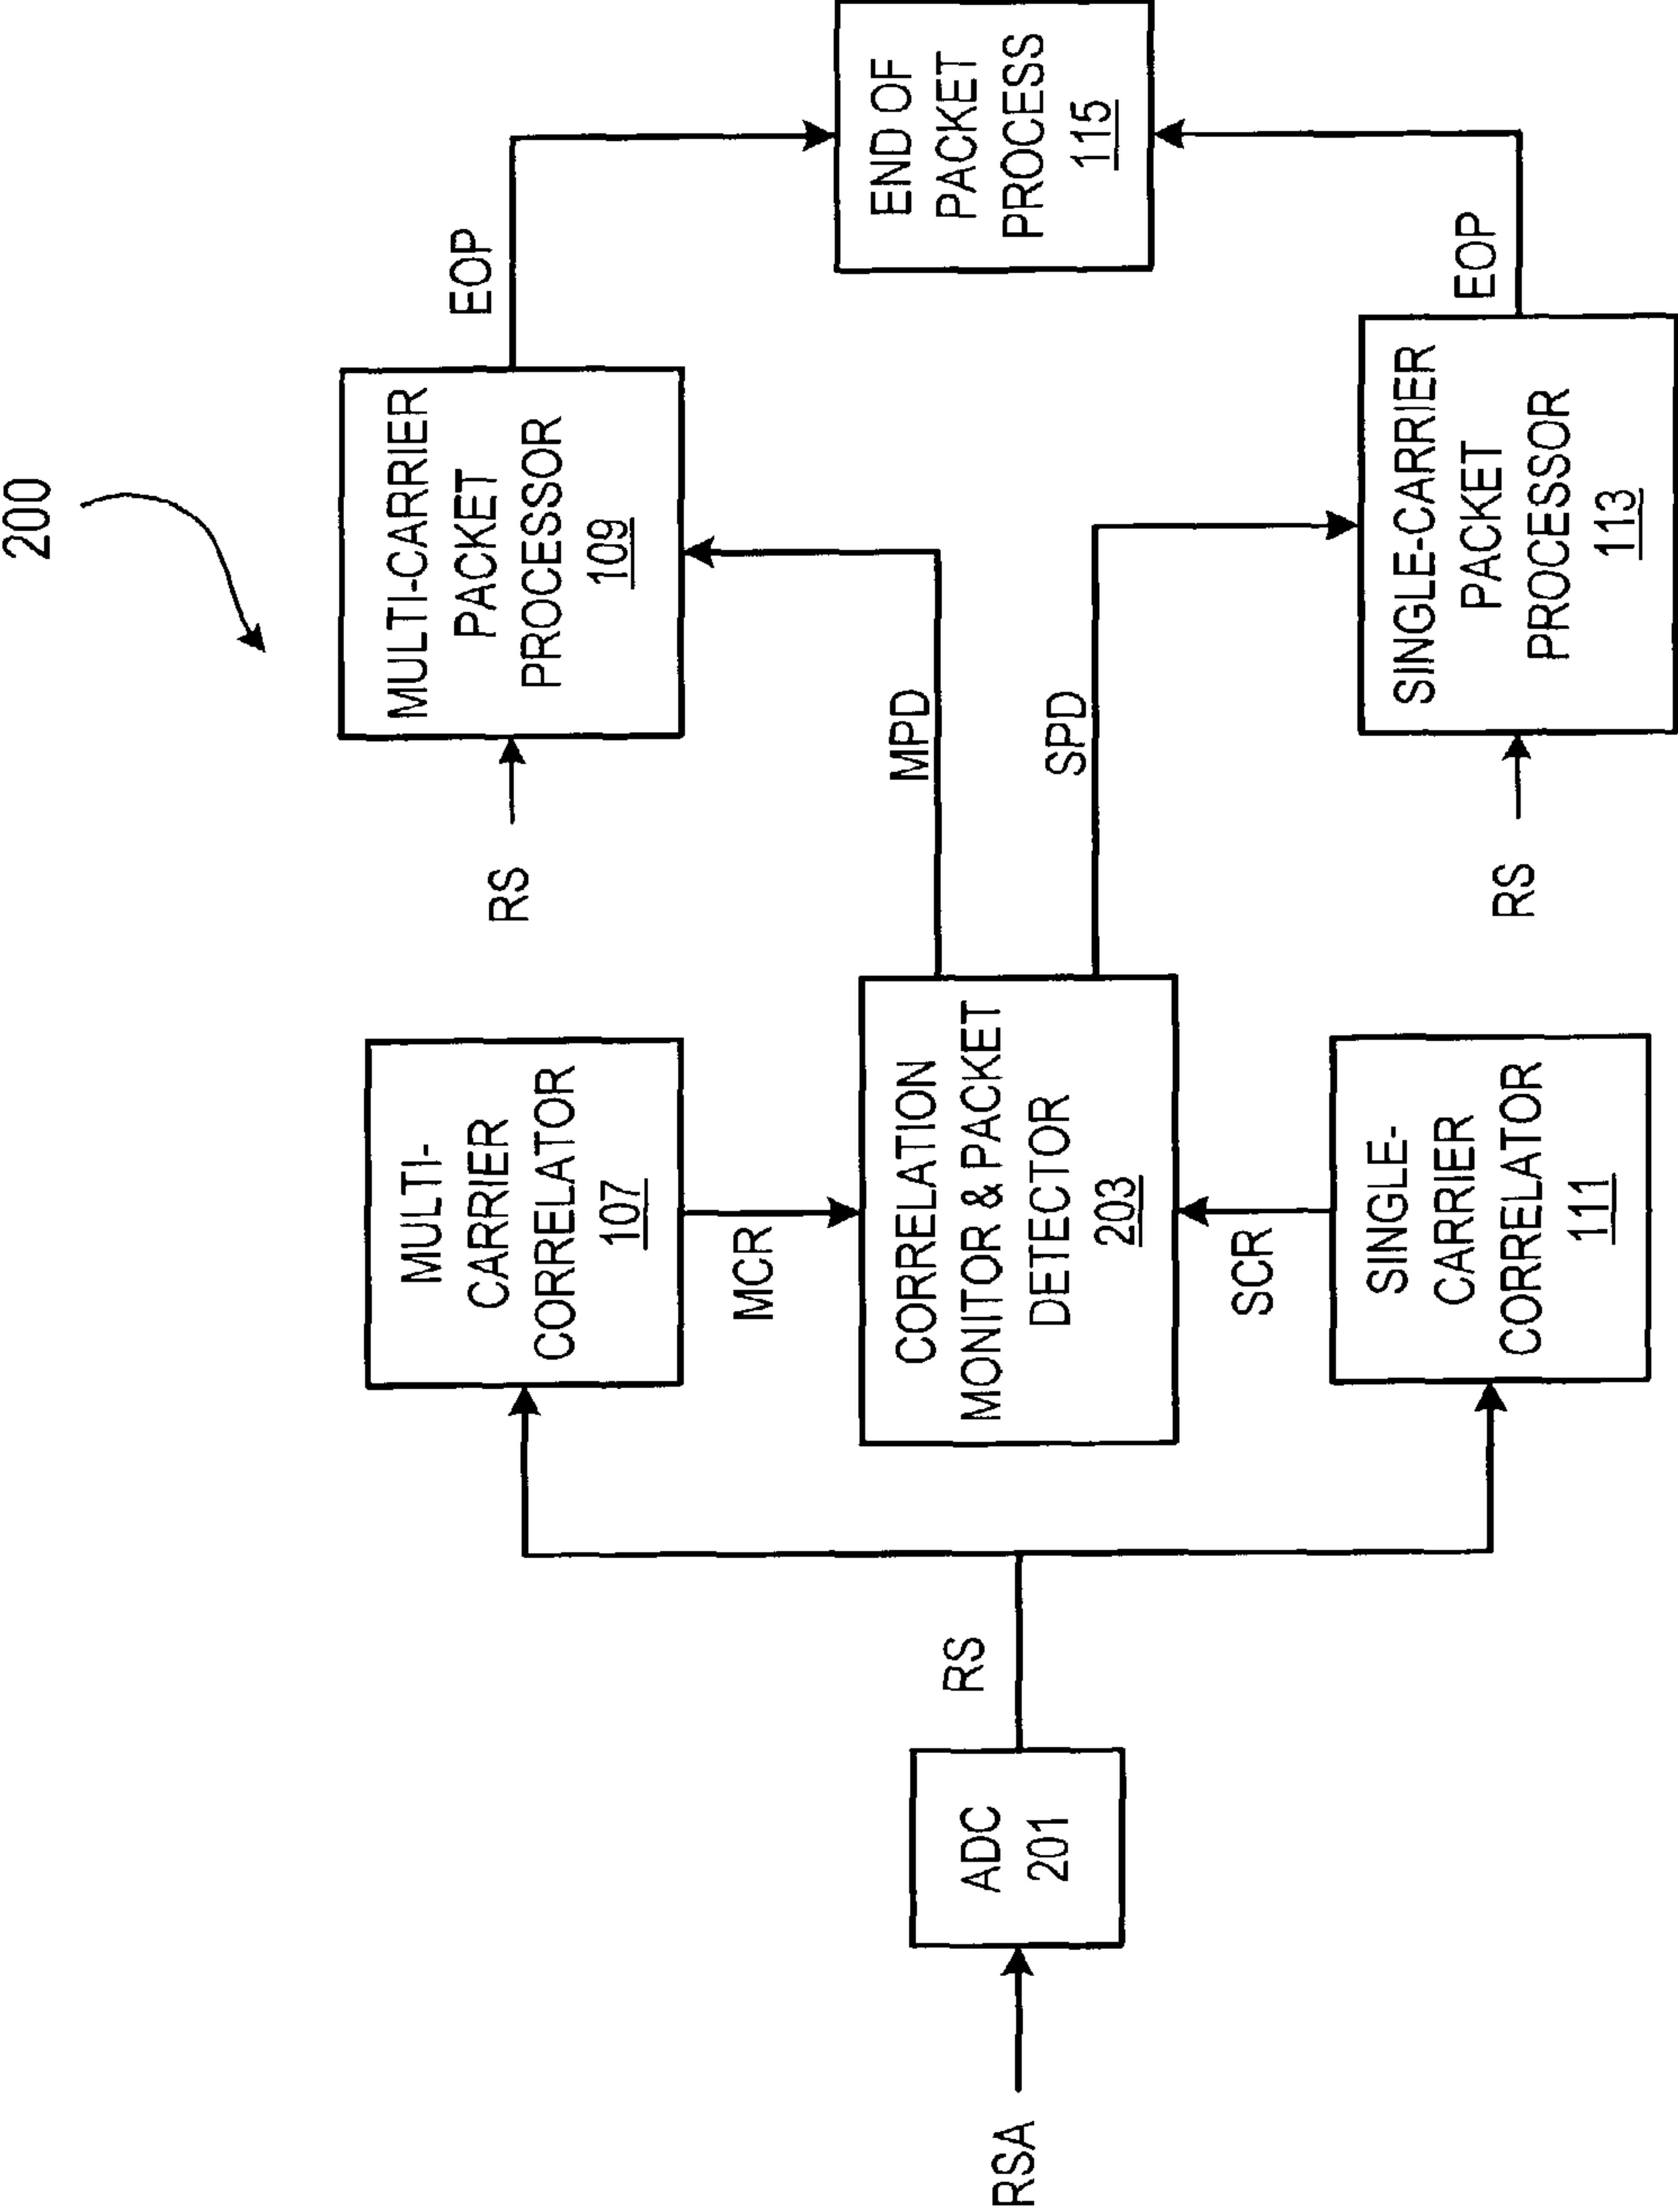 200
RSA
ADC
201
RS
MULTI-
CARRIER
CORRELATOR
107
MCR
CORRELATION
MONITOR & PACKET
DETECTOR
203
SCR
SINGLE-
CARRIER
CORRELATOR
111
RS
MULTI-CARRIER
PACKET
PROCESSOR
109
MPD
SPD
RS
SINGLE-CARRIER
PACKET
PROCESSOR
113
EOP
EOP
END OF
PACKET
PROCESS
115